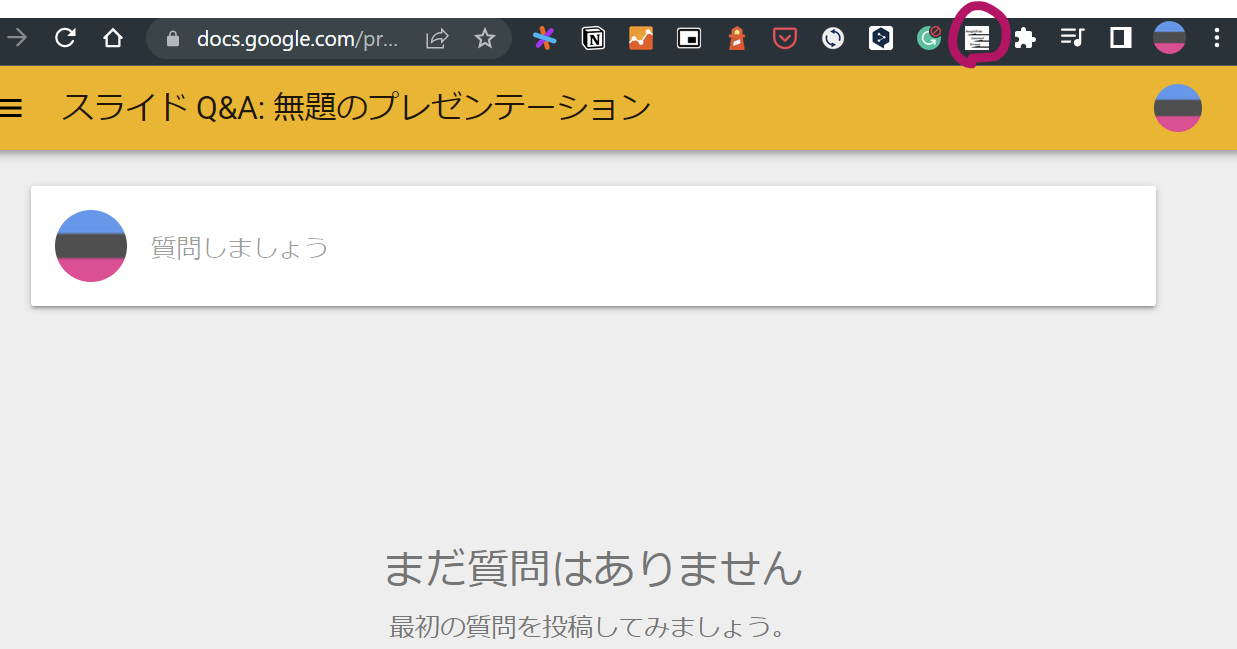 docs.google.com/pr...
スライド Q&A: 無題のプレゼンテーション
質問しましょう
まだ質問はありません
最初の質問を投稿してみましょう。